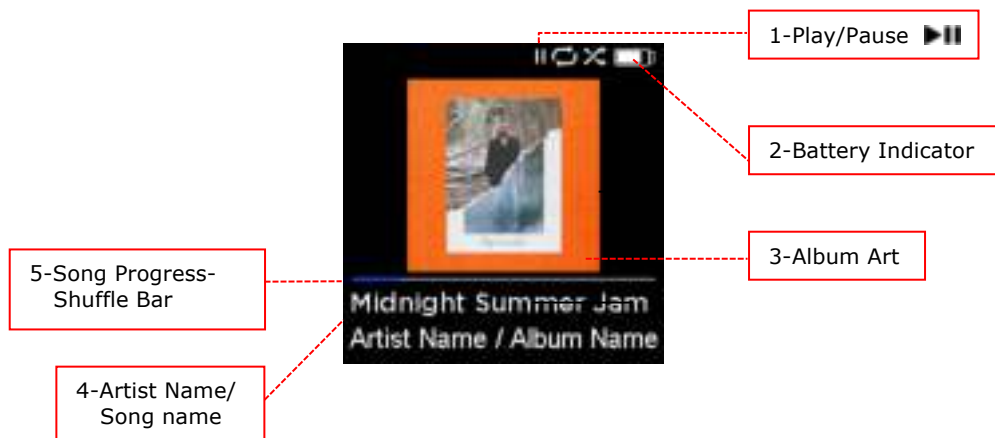 1-Play/Pause
2-Battery Indicator
3-Album Art
5-Song Progress-
Shuffle Bar
Midnight Summer Jam
Artist Name / Album Name
4-Artist Name/
Song name